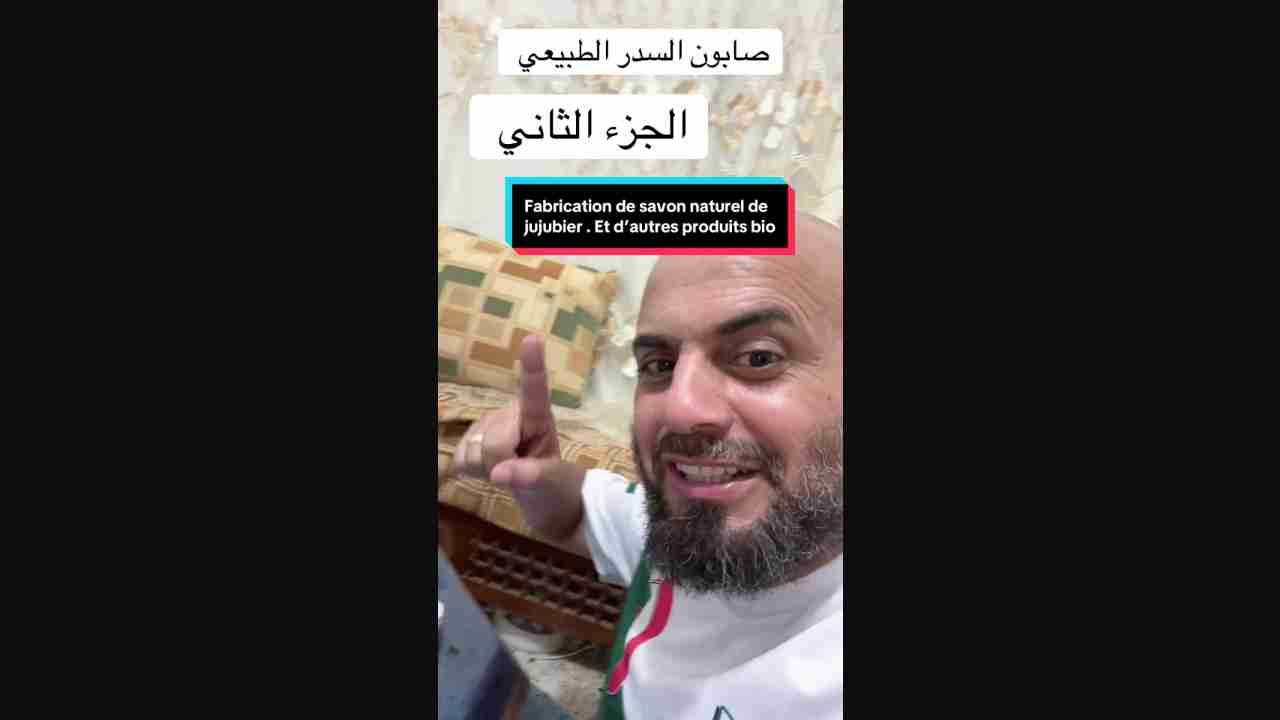 صابون السدر الطبيعي
الجزء الثاني
Fabrication de savon naturel de
jujubier . Et d’autres produits bio